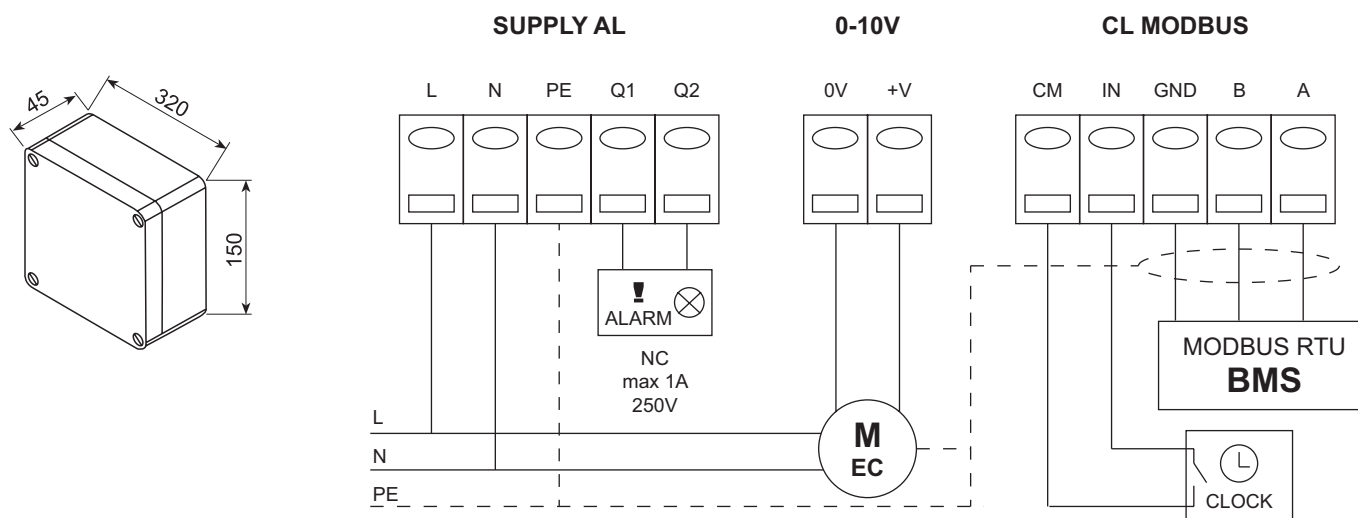 SUPPLY AL 0-10V CL MODBUS
L N PE Q1 Q2 0V +V CM IN GND B A
45
320
150
! ALARM
NC
max 1A
250V
MODBUS RTU
BMS
L
N
PE
M
EC
CLOCK